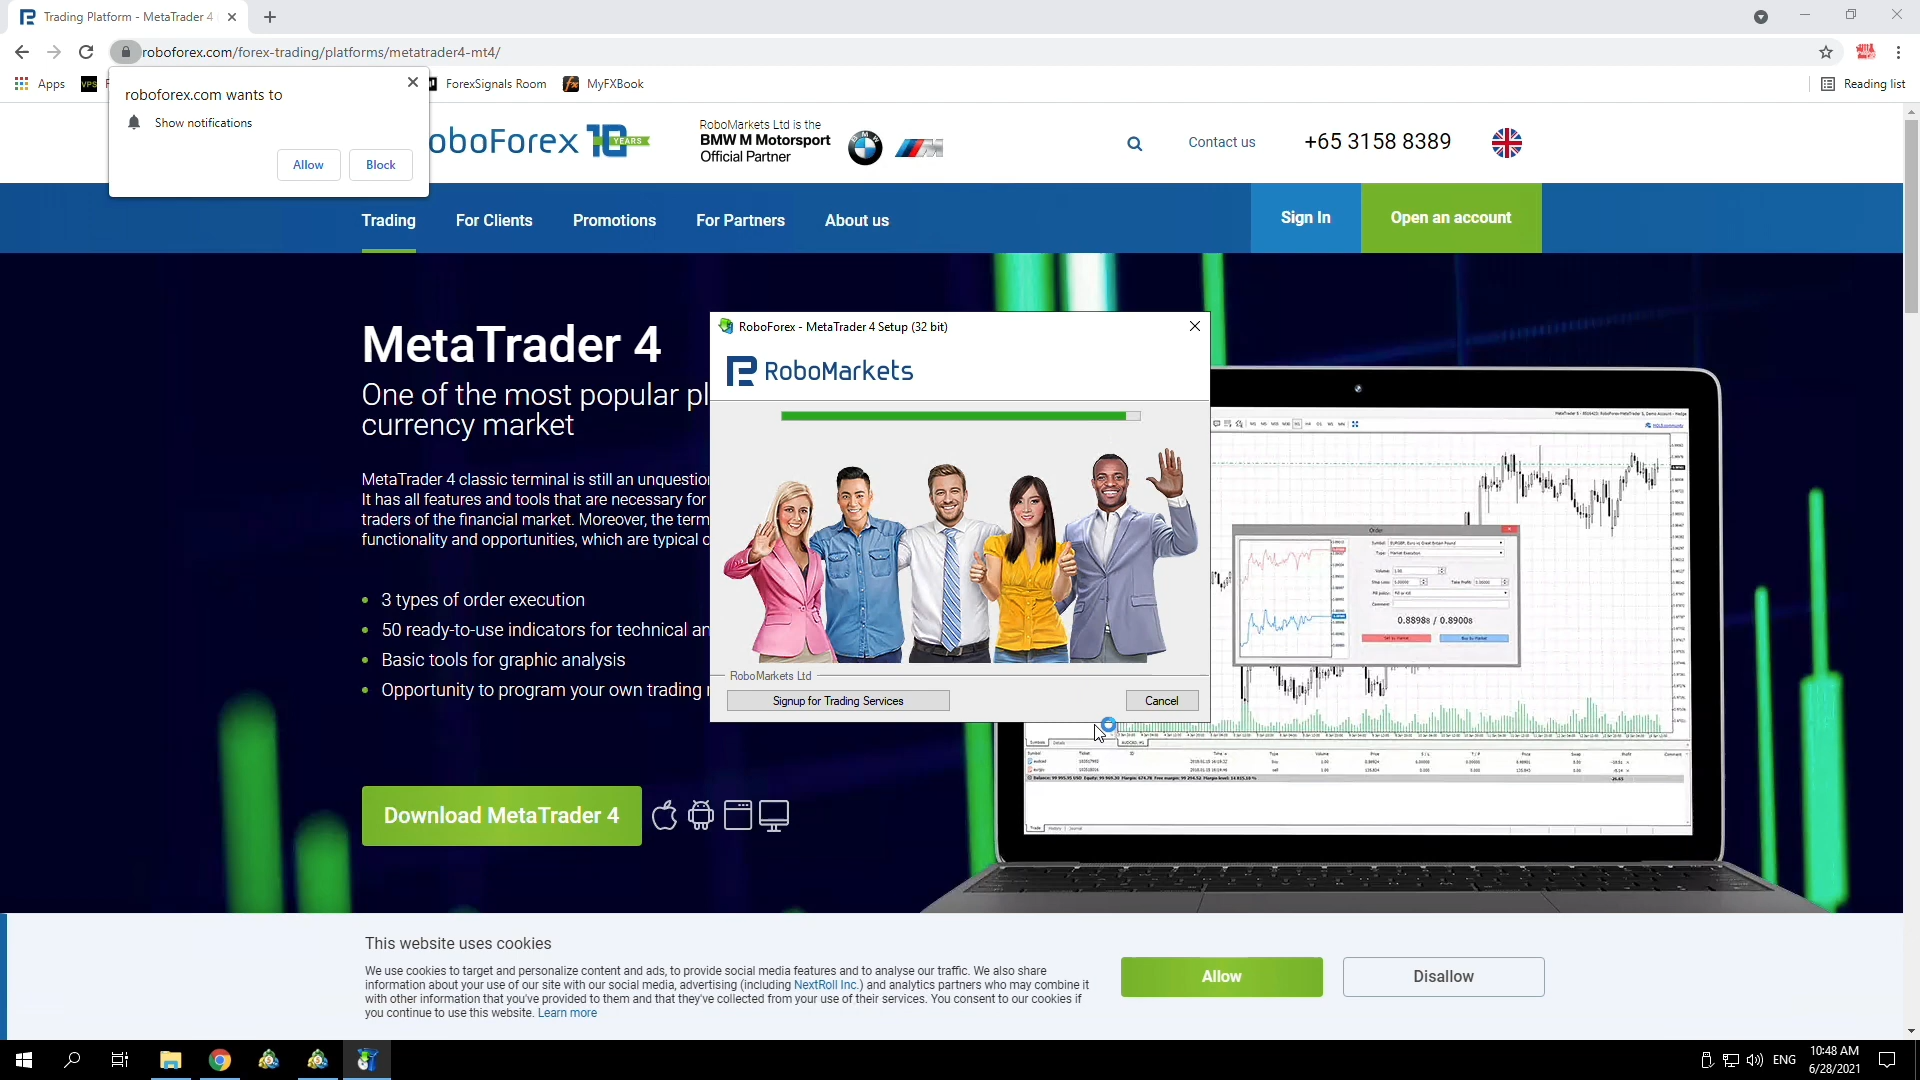 Trading Platform - MetaTrader 4
roboforex.com/forex-trading/platforms/metatrader4-mt4/
Apps
VPS
ForexSignals Room
MyFXBook
Reading list
roboforex.com wants to
Show notifications
Allow
Block
oboForex 10 YEARS
RoboMarkets Ltd is the
BMW M Motorsport
Official Partner
Contact us
+65 3158 8389
Trading
For Clients
Promotions
For Partners
About us
Sign In
Open an account
MetaTrader 4
One of the most popular pl
currency market
MetaTrader 4 classic terminal is still an unquestio
It has all features and tools that are necessary for
traders of the financial market. Moreover, the term
functionality and opportunities, which are typical
3 types of order execution
50 ready-to-use indicators for technical an
Basic tools for graphic analysis
Opportunity to program your own trading
Download MetaTrader 4
RoboForex - MetaTrader 4 Setup (32 bit)
RoboMarkets
RoboMarkets Ltd
Signup for Trading Services
Cancel
Order
0.8898s / 0.8900s
This website uses cookies
We use cookies to target and personalize content and ads, to provide social media features and to analyse our traffic. We also share
information about your use of our site with our social media, advertising (including NextRoll Inc.) and analytics partners who may combine it
with other information that you've provided to them and that they've collected from your use of their services. You consent to our cookies if
you continue to use this website. Learn more
Allow
Disallow
ENG
10:48 AM
6/28/2021